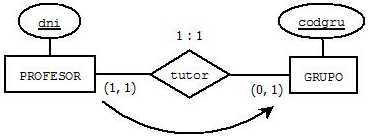 dni
codgru
1 : 1
PROFESOR
tutor
GRUPO
(1, 1)
(0, 1)